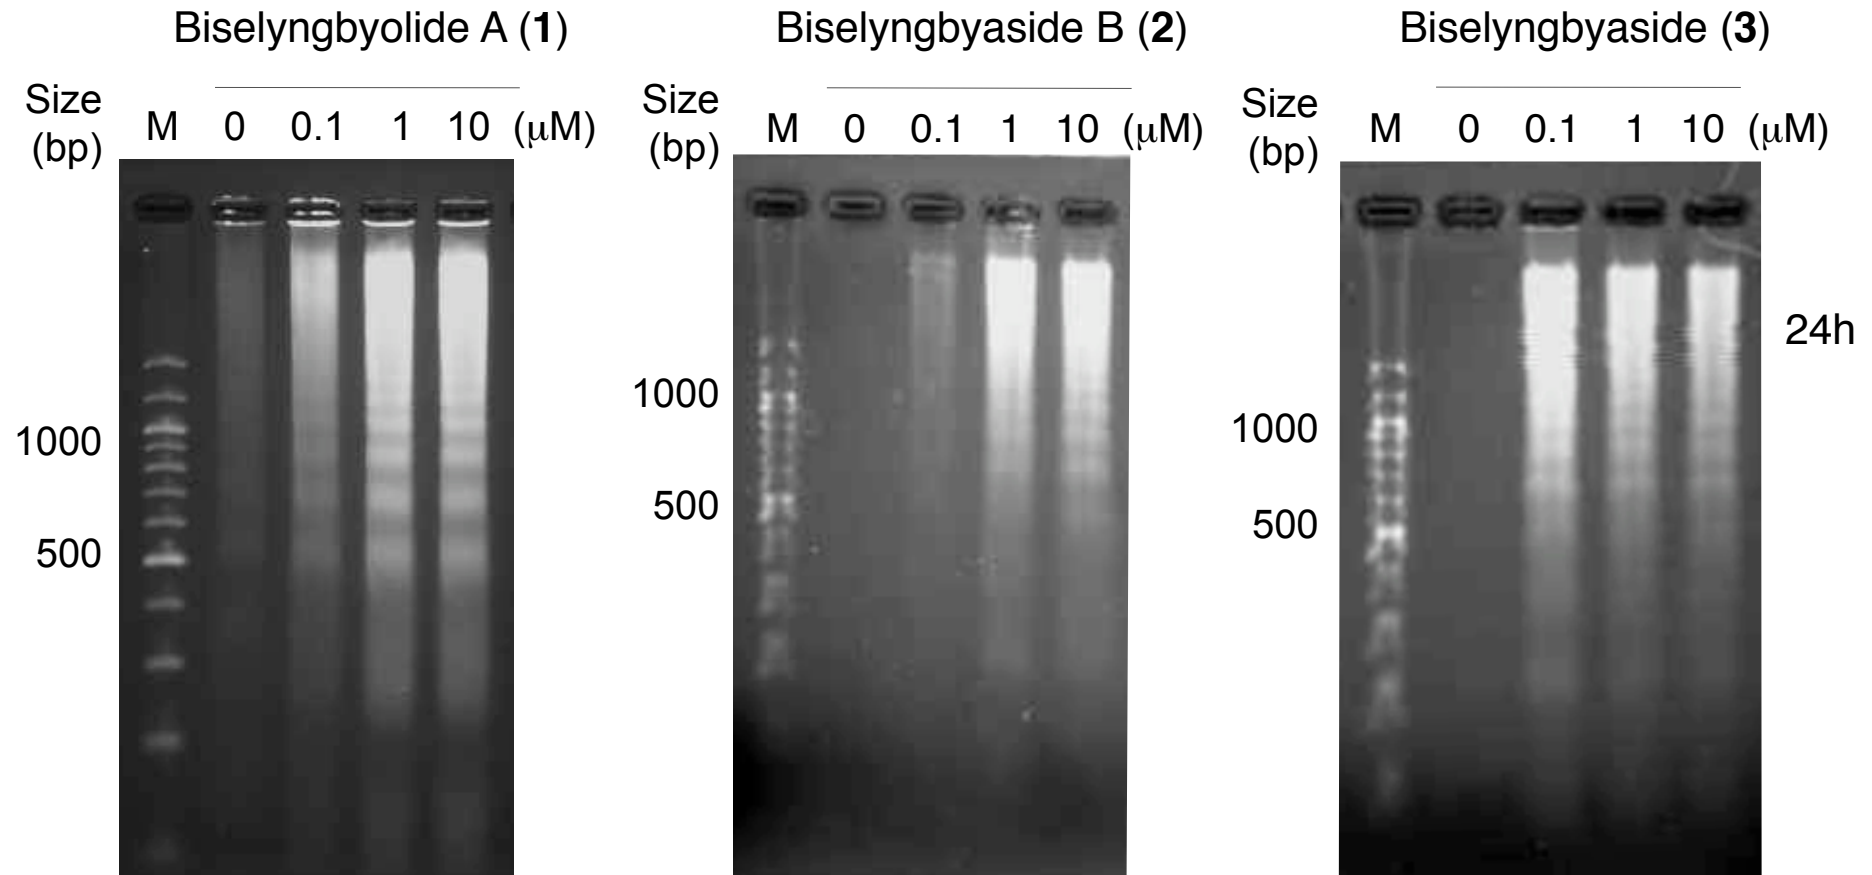 Biselyngbyolide A (1)
Size
(bp)
M 0 0.1 1 10 (μM)
1000
500
Biselyngbyaside B (2)
Size
(bp)
M 0 0.1 1 10 (μM)
1000
500
Biselyngbyaside (3)
Size
(bp)
M 0 0.1 1 10 (μM)
1000
500
24h